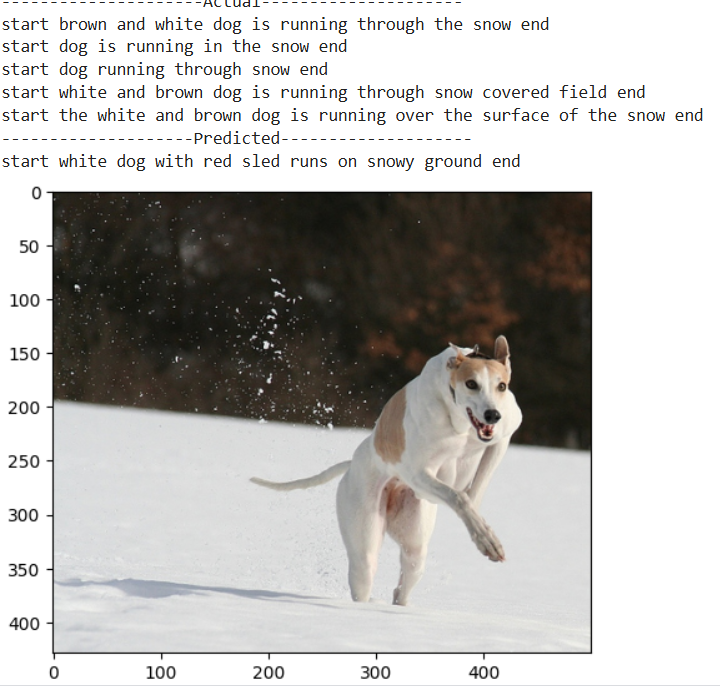 ---------------------Actual---------------------
start brown and white dog is running through the snow end
start dog is running in the snow end
start dog running through snow end
start white and brown dog is running through snow covered field end
start the white and brown dog is running over the surface of the snow end
--------------------Predicted--------------------
start white dog with red sled runs on snowy ground end
0
50
100
150
200
250
300
350
400
0 100 200 300 400